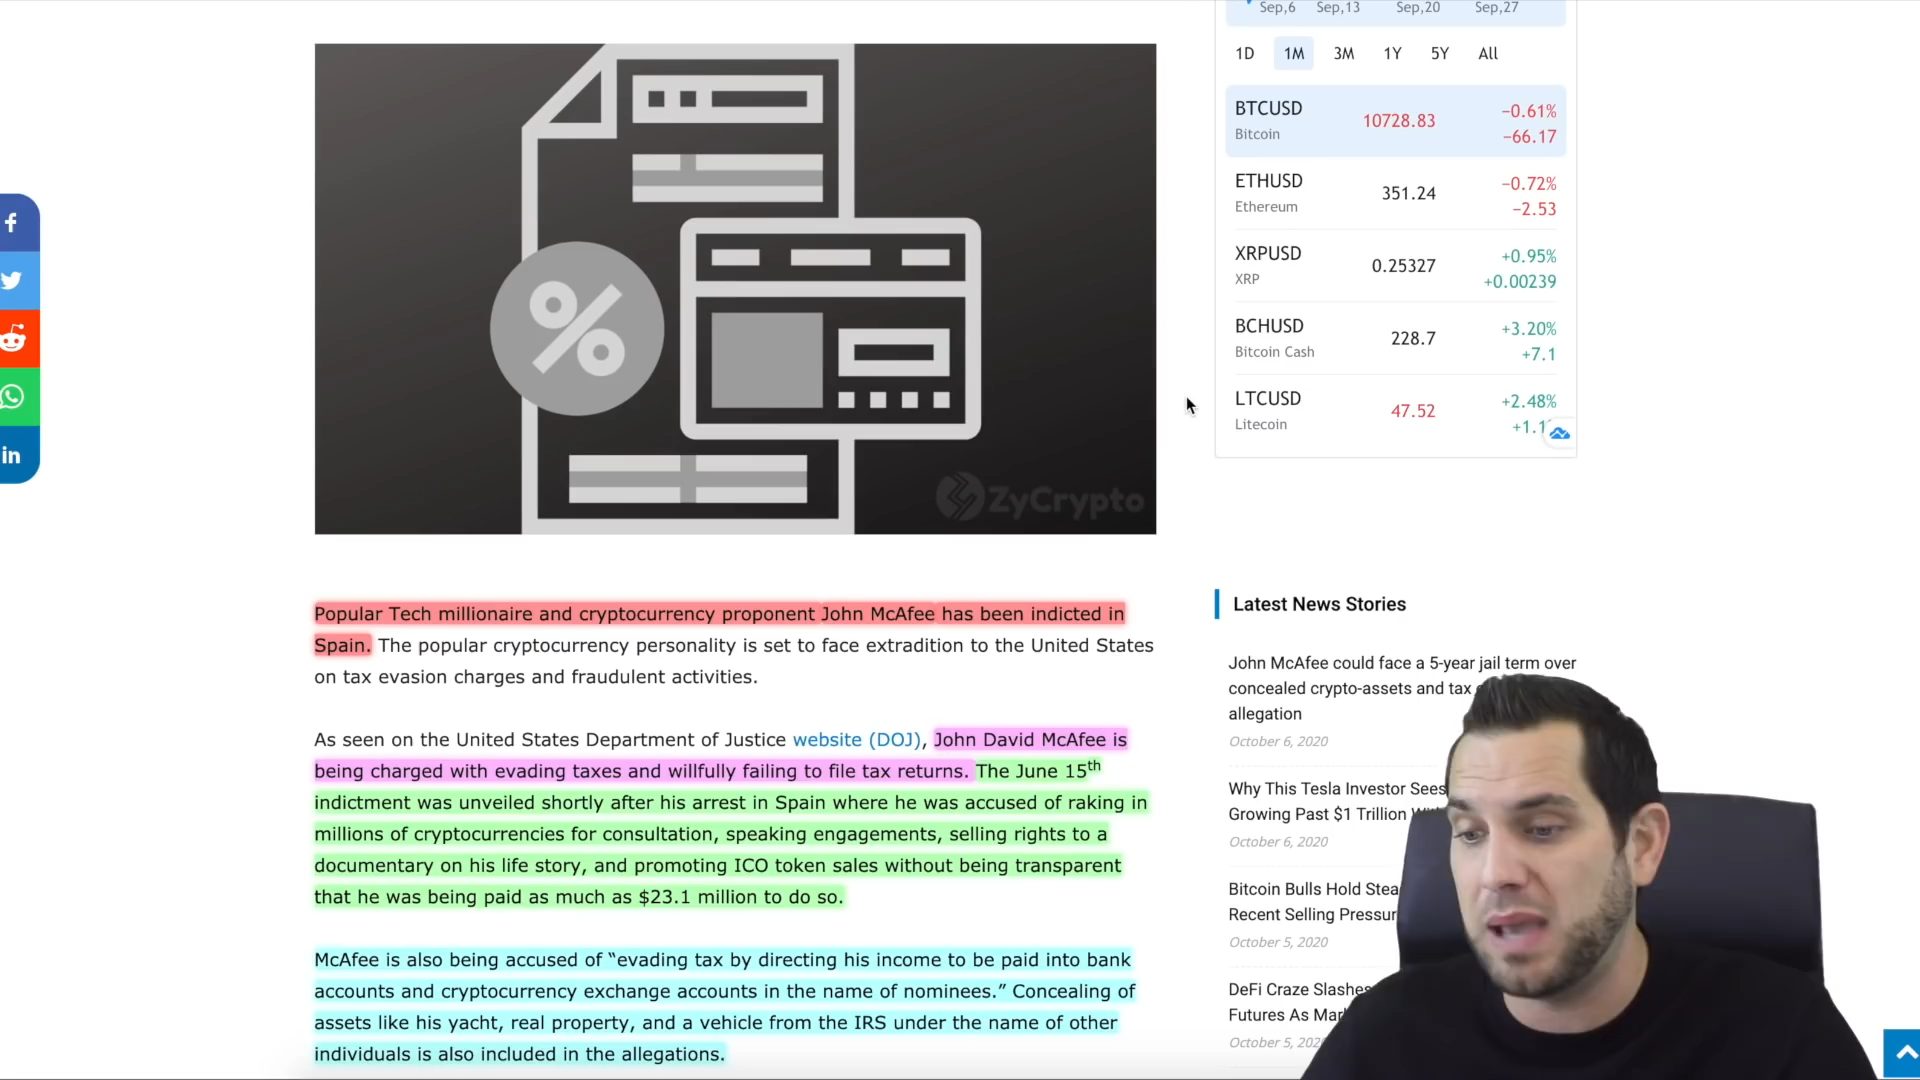 Sep,6 Sep,13 Sep,20 Sep,27
1D 1M 3M 1Y 5Y All
BTCUSD 10728.83 −0.61%
Bitcoin −66.17
ETHUSD 351.24 −0.72%
Ethereum −2.53
XRPUSD 0.25327 +0.95%
XRP +0.00239
BCHUSD 228.7 +3.20%
Bitcoin Cash +7.1
LTCUSD 47.52 +2.48%
Litecoin
f
in
%
ZyCrypto
Popular Tech millionaire and cryptocurrency proponent John McAfee has been indicted in
Spain. The popular cryptocurrency personality is set to face extradition to the United States
on tax evasion charges and fraudulent activities.
As seen on the United States Department of Justice website (DOJ), John David McAfee is
being charged with evading taxes and willfully failing to file tax returns. The June 15th
indictment was unveiled shortly after his arrest in Spain where he was accused of raking in
millions of cryptocurrencies for consultation, speaking engagements, selling rights to a
documentary on his life story, and promoting ICO token sales without being transparent
that he was being paid as much as $23.1 million to do so.
McAfee is also being accused of “evading tax by directing his income to be paid into bank
accounts and cryptocurrency exchange accounts in the name of nominees.” Concealing of
assets like his yacht, real property, and a vehicle from the IRS under the name of other
individuals is also included in the allegations.
Latest News Stories
John McAfee could face a 5-year jail term over
concealed crypto-assets and tax
allegation
October 6, 2020
Why This Tesla Investor Sees
Growing Past $1 Trillion
October 6, 2020
Bitcoin Bulls Hold
Recent Selling
October 5, 2020
DeFi Craze Slashes
Futures As
October 5,